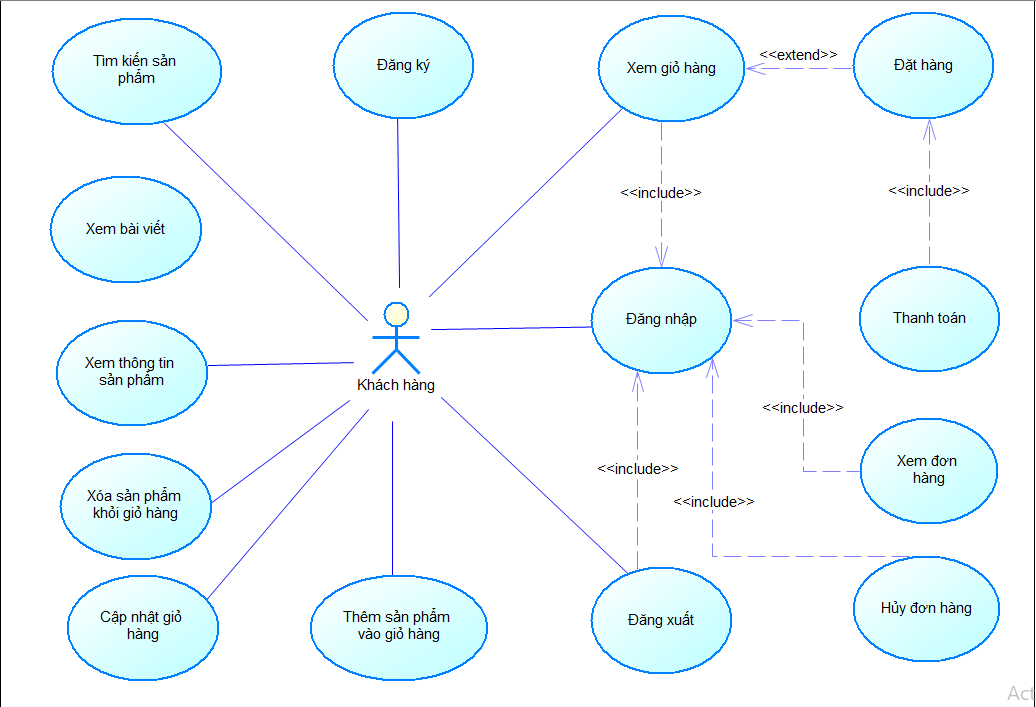 Tìm kiến sản
phẩm
Đăng ký
Xem giỏ hàng
<<extend>>
Đặt hàng
<<include>>
<<include>>
Xem bài viết
Đăng nhập
Thanh toán
Khách hàng
Xem thông tin
sản phẩm
<<include>>
<<include>>
<<include>>
Xem đơn
hàng
Xóa sản phẩm
khỏi giỏ hàng
Cập nhật giỏ
hàng
Thêm sản phẩm
vào giỏ hàng
Đăng xuất
Hủy đơn hàng
Act